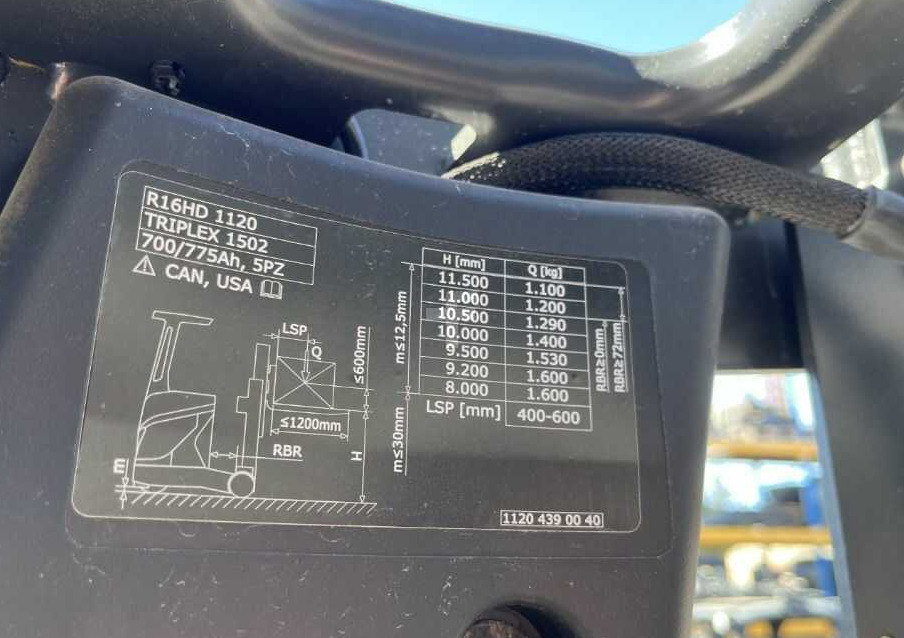 R16HD 1120
TRIPLEX 1502
700/775Ah, 5PZ
CAN, USA
LSP
Q
≤600mm
≤1200mm
RBR
H
m
m≤12,5mm
m≤30mm
H [mm] Q [kg]
11.500 1.100
11.000 1.200
10.500 1.290
10.000 1.400
9.500 1.530
9.200 1.600
8.000 1.600
LSP [mm] 400-600
RBR≥0mm
RBR≥72mm
1120 439 00 40